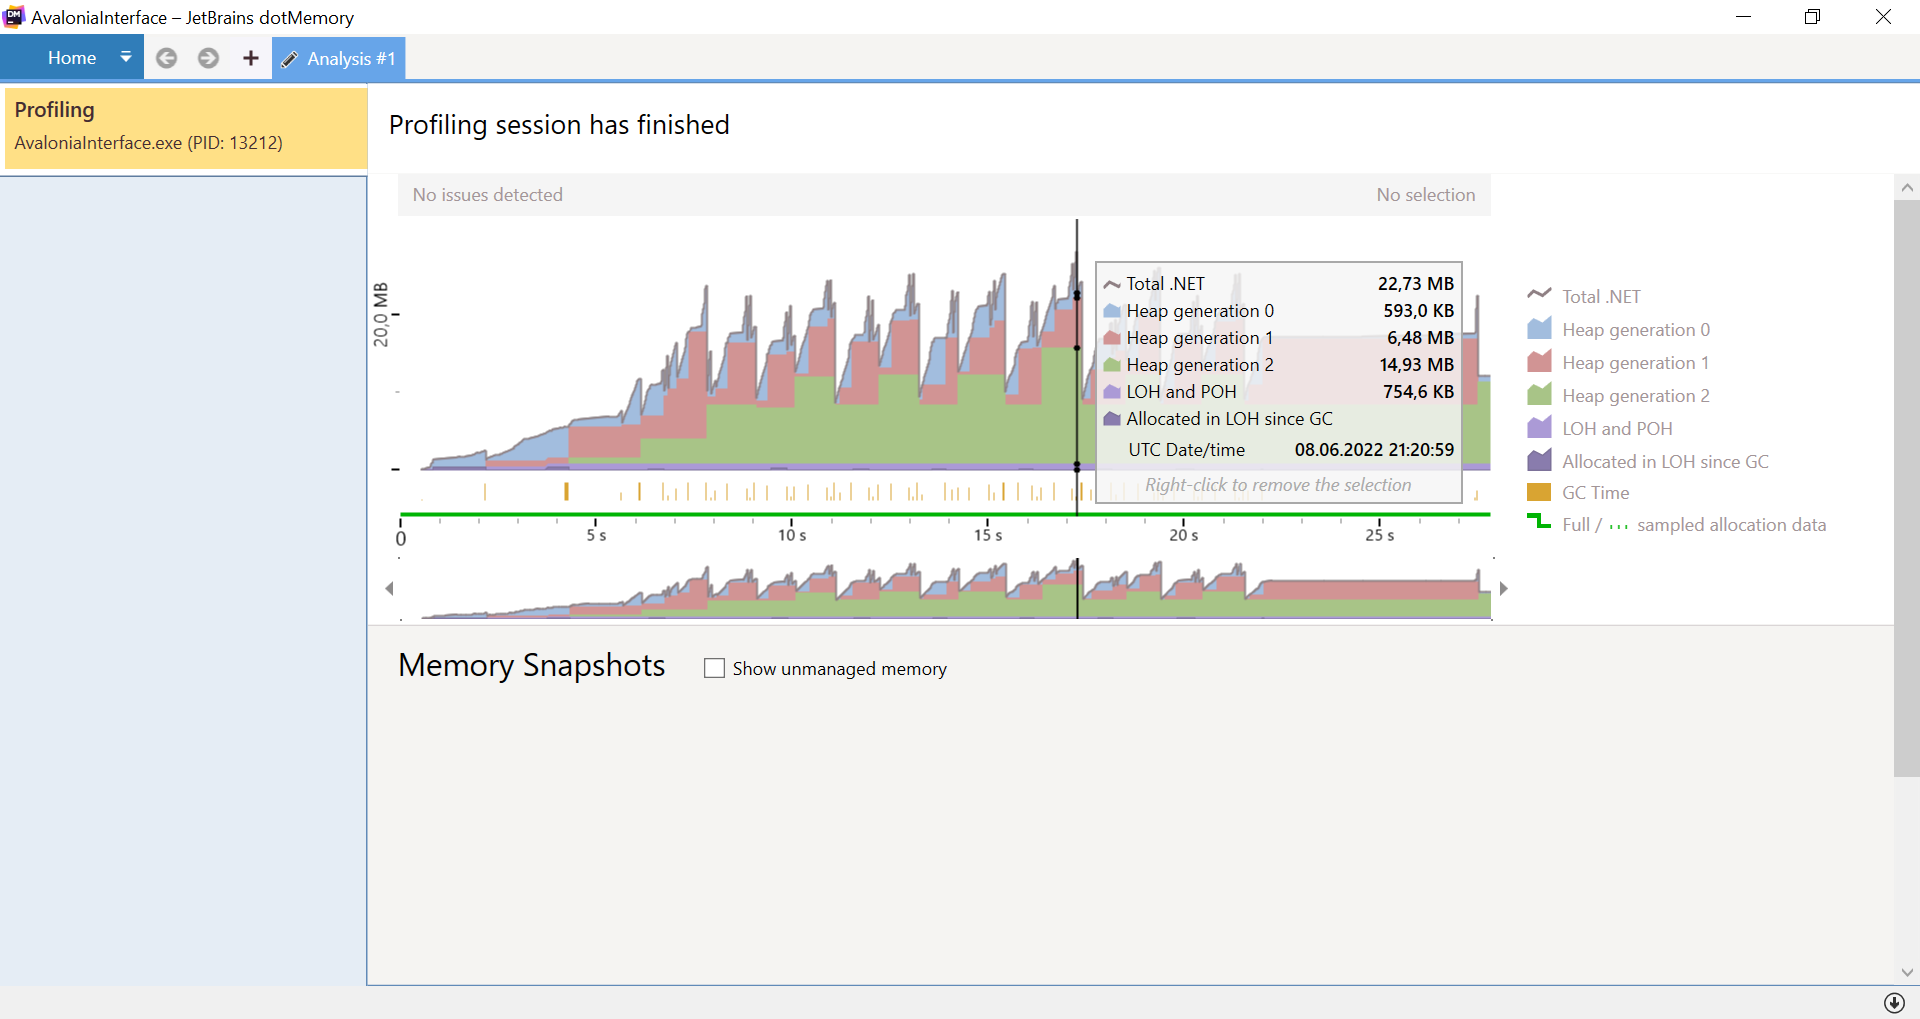 AvaloniaInterface – JetBrains dotMemory
Home
Analysis #1
Profiling
AvaloniaInterface.exe (PID: 13212)
Profiling session has finished
No issues detected
No selection
20,0 MB
Total .NET 22,73 MB
Heap generation 0 593,0 KB
Heap generation 1 6,48 MB
Heap generation 2 14,93 MB
LOH and POH 754,6 KB
Allocated in LOH since GC
UTC Date/time 08.06.2022 21:20:59
Right-click to remove the selection
Total .NET
Heap generation 0
Heap generation 1
Heap generation 2
LOH and POH
Allocated in LOH since GC
GC Time
Full / ... sampled allocation data
0 5 s 10 s 15 s 20 s 25 s
Memory Snapshots
Show unmanaged memory